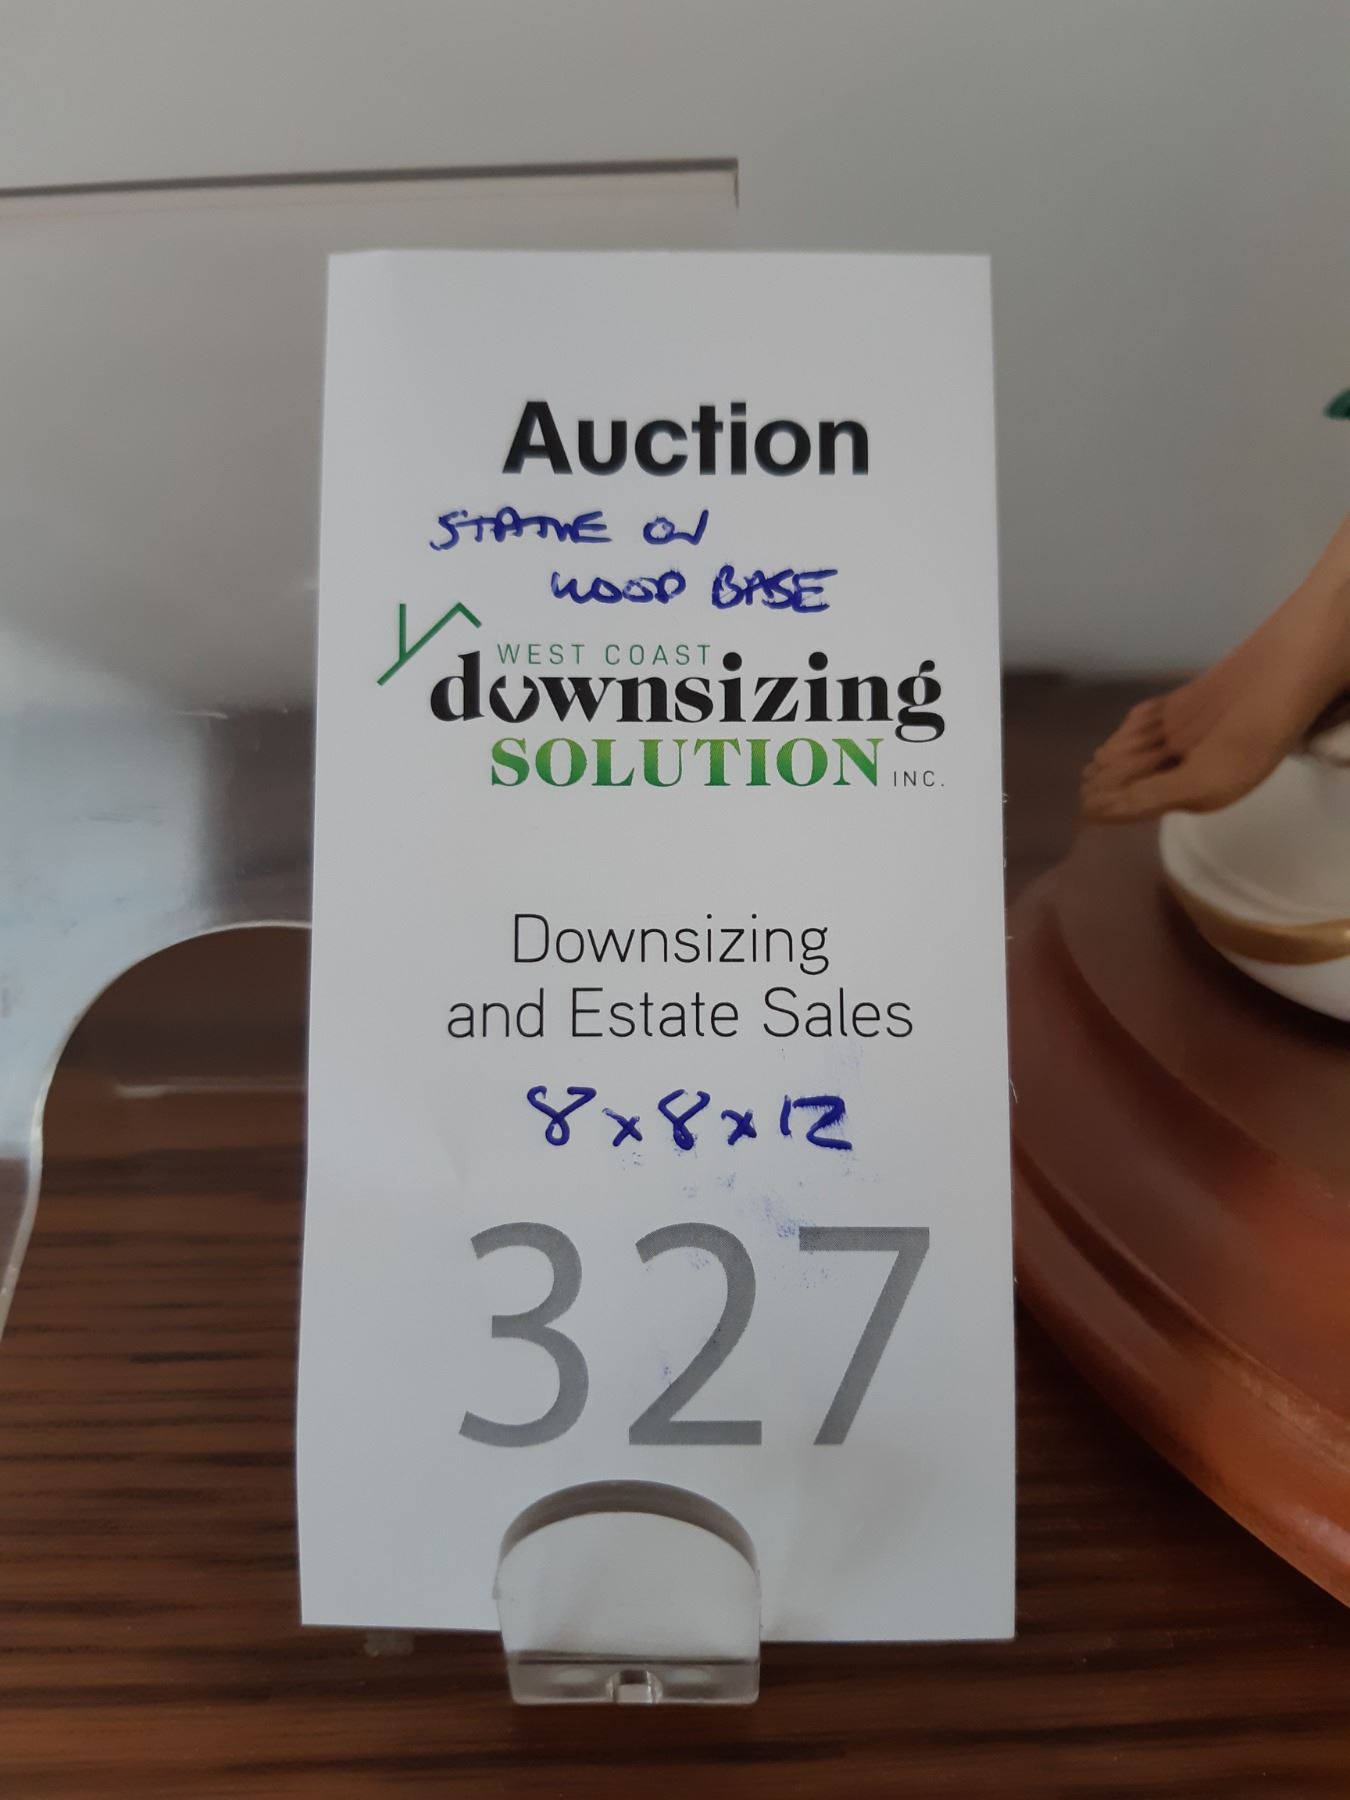 Auction
STATUE ON
WOOD BASE
WEST COAST
downsizing
SOLUTION INC.
Downsizing
and Estate Sales
8x8x12
327